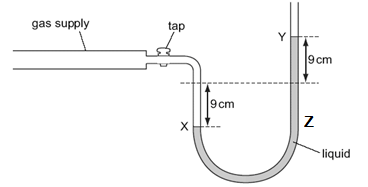 gas supply
tap
Y
9 cm
9 cm
X
Z
liquid